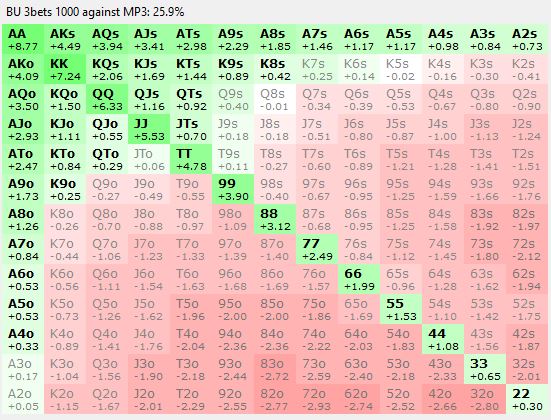 BU 3bets 1000 against MP3: 25.9%
AA AKs AQs AJs ATs A9s A8s A7s A6s A5s A4s A3s A2s
+8.77 +4.49 +3.94 +3.41 +2.98 +2.29 +1.85 +1.46 +1.17 +1.17 +0.98 +0.84 +0.73
AKo KK KQs KJs KTs K9s K8s K7s K6s K5s K4s K3s K2s
+4.09 +7.24 +2.06 +1.69 +1.44 +0.89 +0.42 +0.25 +0.14 -0.02 -0.16 -0.30 -0.41
AQo KQo QQ QJs QTs Q9s Q8s Q7s Q6s Q5s Q4s Q3s Q2s
+3.50 +1.50 +6.33 +1.16 +0.92 +0.40 -0.01 -0.34 -0.39 -0.53 -0.67 -0.80 -0.90
AJo KJo QJo JJ JTs J9s J8s J7s J6s J5s J4s J3s J2s
+2.93 +1.11 +0.55 +5.53 +0.70 +0.18 -0.18 -0.51 -0.80 -0.87 -1.00 -1.13 -1.24
ATo KTo QTo JTo TT T9s T8s T7s T6s T5s T4s T3s T2s
+2.47 +0.84 +0.29 +0.06 +4.78 +0.11 -0.27 -0.60 -0.89 -1.21 -1.28 -1.41 -1.51
A9o K9o Q9o J9o T9o 99 98s 97s 96s 95s 94s 93s 92s
+1.73 +0.25 -0.27 -0.49 -0.55 +3.90 -0.40 -0.67 -0.95 -1.25 -1.59 -1.66 -1.76
A8o K8o Q8o J8o T8o 98o 88 87s 86s 85s 84s 83s 82s
+1.26 -0.26 -0.70 -0.88 -0.97 -1.09 +3.12 -0.68 -0.95 -1.25 -1.58 -1.92 -1.97
A7o K7o Q7o J7o T7o 97o 87o 77 76s 75s 74s 73s 72s
+0.84 -0.44 -1.06 -1.23 -1.33 -1.39 -1.40 +2.49 -0.84 -1.12 -1.45 -1.80 -2.12
A6o K6o Q6o J6o T6o 96o 86o 76o 66 65s 64s 63s 62s
+0.53 -0.56 -1.11 -1.54 -1.63 -1.68 -1.69 -1.57 +1.99 -0.96 -1.28 -1.62 -1.94
A5o K5o Q5o J5o T5o 95o 85o 75o 65o 55 54s 53s 52s
+0.53 -0.73 -1.26 -1.62 -1.96 -2.00 -2.00 -1.86 -1.69 +1.53 -1.10 -1.42 -1.75
A4o K4o Q4o J4o T4o 94o 84o 74o 64o 54o 44 43s 42s
+0.33 -0.89 -1.41 -1.76 -2.04 -2.36 -2.36 -2.22 -2.03 -1.83 +1.08 -1.56 -1.87
A3o K3o Q3o J3o T3o 93o 83o 73o 63o 53o 43o 33 32s
+0.17 -1.04 -1.56 -1.90 -2.18 -2.44 -2.72 -2.59 -2.40 -2.18 -2.33 +0.65 -2.01
A2o K2o Q2o J2o T2o 92o 82o 72o 62o 52o 42o 32o 22
+0.05 -1.15 -1.67 -2.01 -2.29 -2.55 -2.77 -2.93 -2.74 -2.52 -2.66 -2.80 +0.30